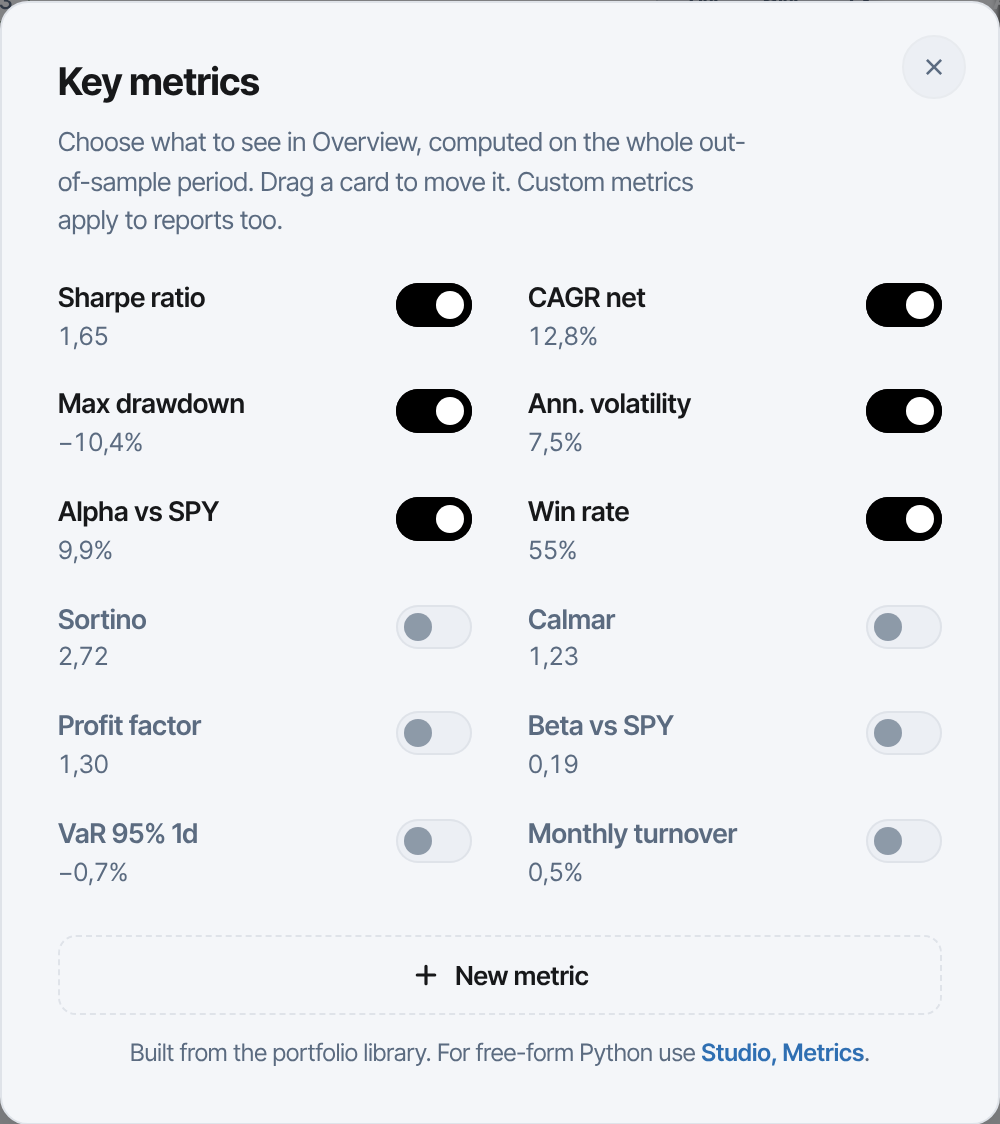 Key metrics
Choose what to see in Overview, computed on the whole out-
of-sample period. Drag a card to move it. Custom metrics
apply to reports too.
Sharpe ratio
1,65
CAGR net
12,8%
Max drawdown
−10,4%
Ann. volatility
7,5%
Alpha vs SPY
9,9%
Win rate
55%
Sortino
2,72
Calmar
1,23
Profit factor
1,30
Beta vs SPY
0,19
VaR 95% 1d
−0,7%
Monthly turnover
0,5%
+ New metric
Built from the portfolio library. For free-form Python use Studio, Metrics.